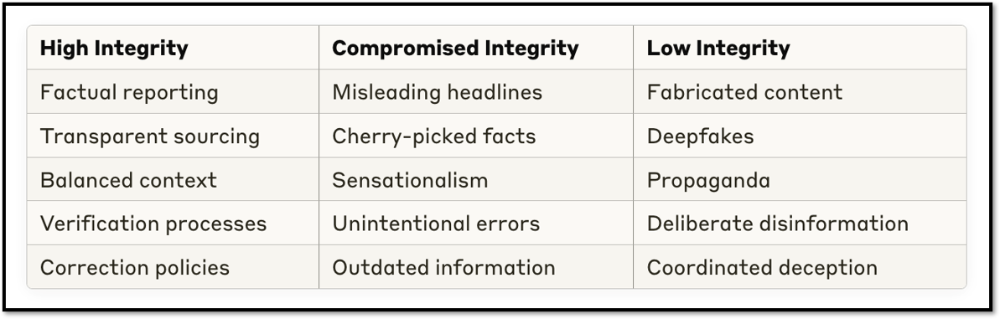 High Integrity Compromised Integrity Low Integrity
Factual reporting Misleading headlines Fabricated content
Transparent sourcing Cherry-picked facts Deepfakes
Balanced context Sensationalism Propaganda
Verification processes Unintentional errors Deliberate disinformation
Correction policies Outdated information Coordinated deception